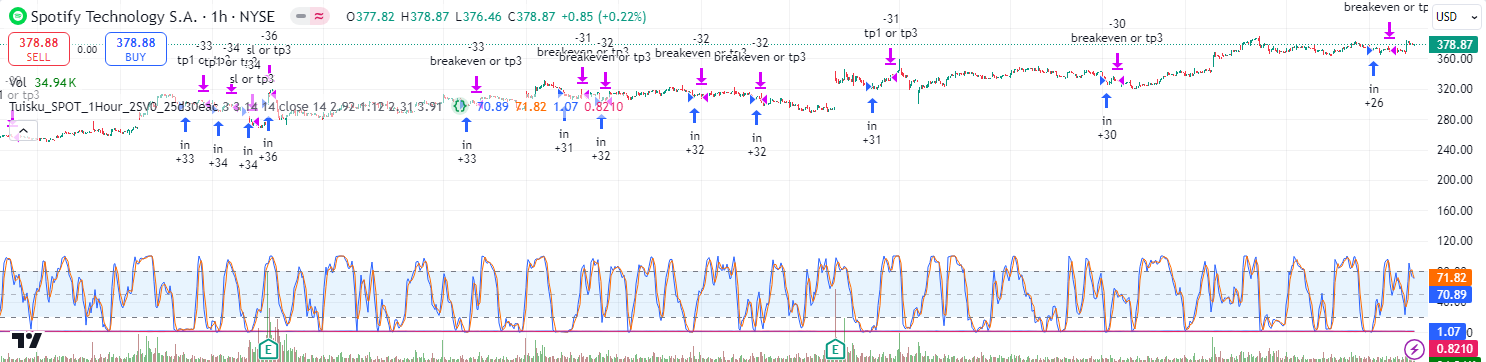 Spotify Technology S.A. · 1h · NYSE
O377.82 H378.87 L376.46 C378.87 +0.85 (+0.22%)
378.88
SELL
0.00
378.88
BUY
Vol 34.94K
Tuisku_SPOT_1Hour_2SV0_25d30eac 3 3 14 14 close 14 2.92 1.12 2.31 3.91 70.89 71.82 1.07 0.8210
USD
-33
-34
-36
sl or tp3
sl or tp3
-33
breakeven or tp3
-31
breakeven or tp3
-32
breakeven or tp3
-32
breakeven or tp3
-32
breakeven or tp3
-31
tp1 or tp3
-30
breakeven or tp3
breakeven or tp
in
+33
in
+34
in
+34
in
+36
in
+33
in
+31
in
+32
in
+32
in
+32
in
+31
in
+30
in
+26
378.87
360.00
320.00
280.00
240.00
200.00
160.00
120.00
71.82
70.89
1.07
0.8210
E
E